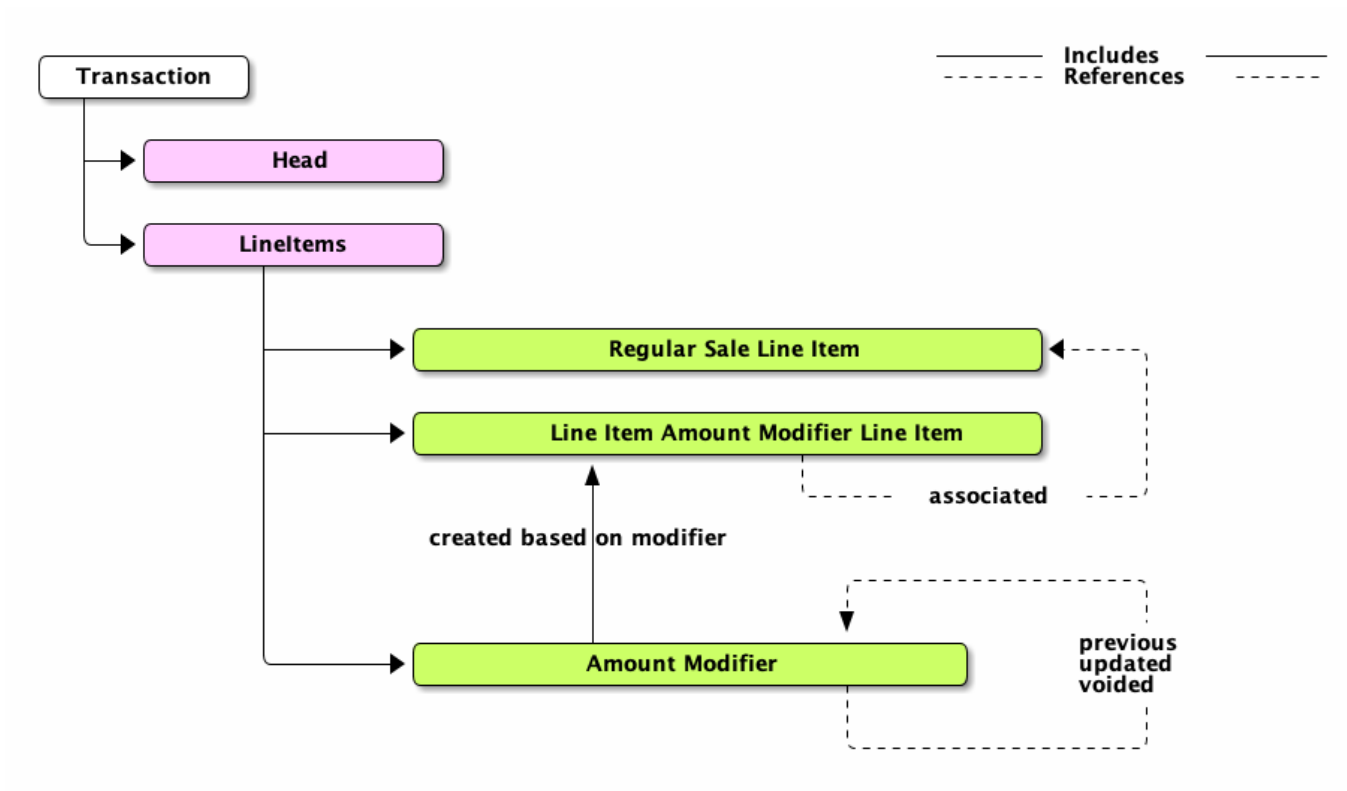 Transaction
Includes
References
Head
LineItems
Regular Sale Line Item
Line Item Amount Modifier Line Item
associated
created based on modifier
Amount Modifier
previous
updated
voided